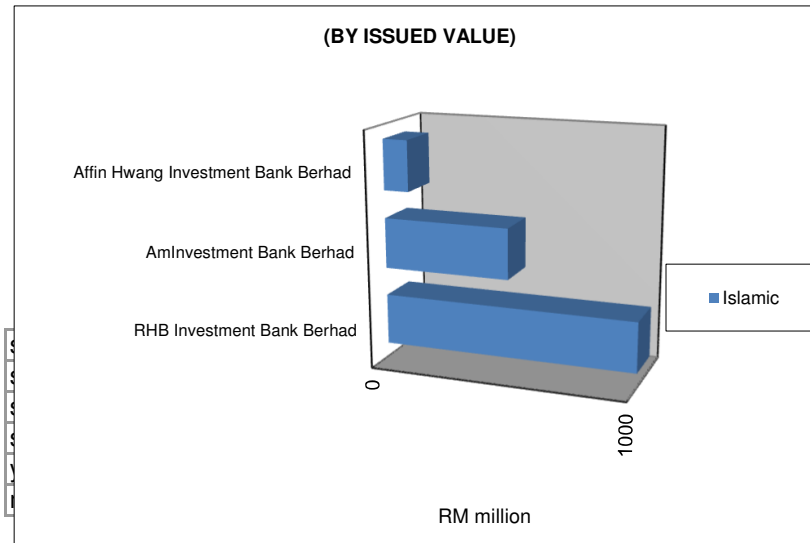 (BY ISSUED VALUE)
Affin Hwang Investment Bank Berhad
AmInvestment Bank Berhad
RHB Investment Bank Berhad
Islamic
0
1000
RM million